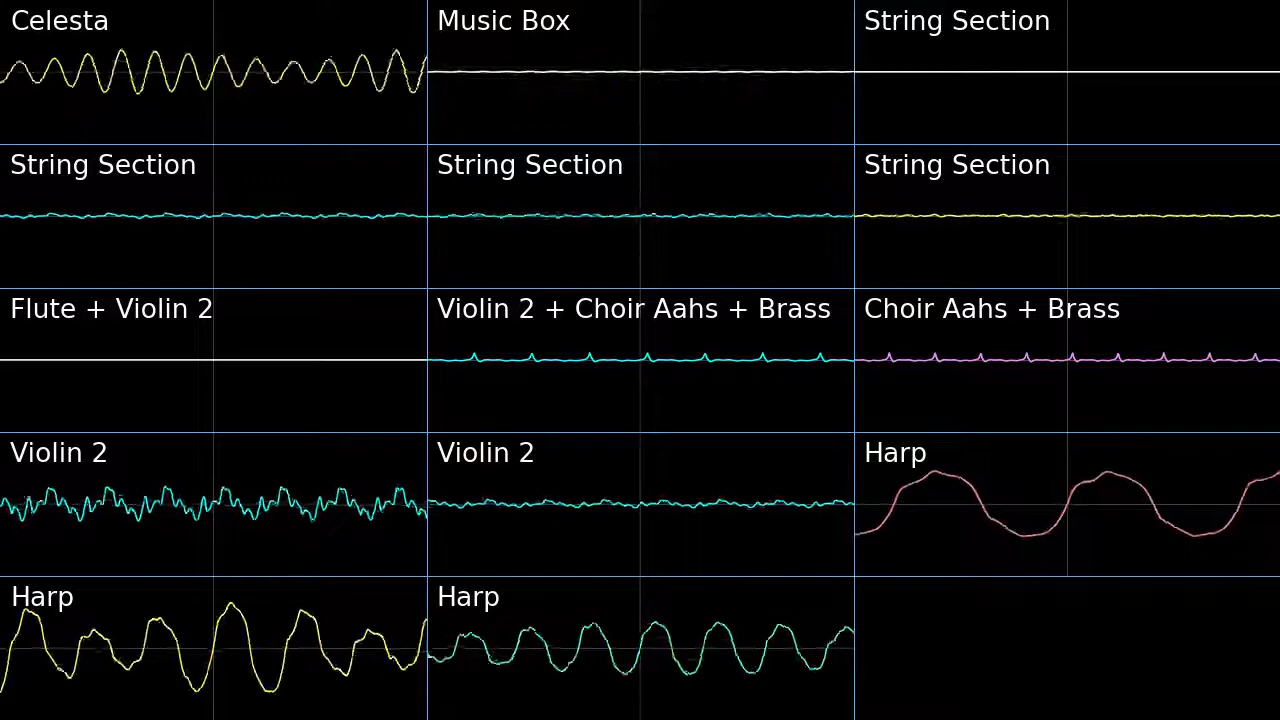 Celesta
Music Box
String Section
String Section
String Section
String Section
Flute + Violin 2
Violin 2 + Choir Aahs + Brass
Choir Aahs + Brass
Violin 2
Violin 2
Harp
Harp
Harp